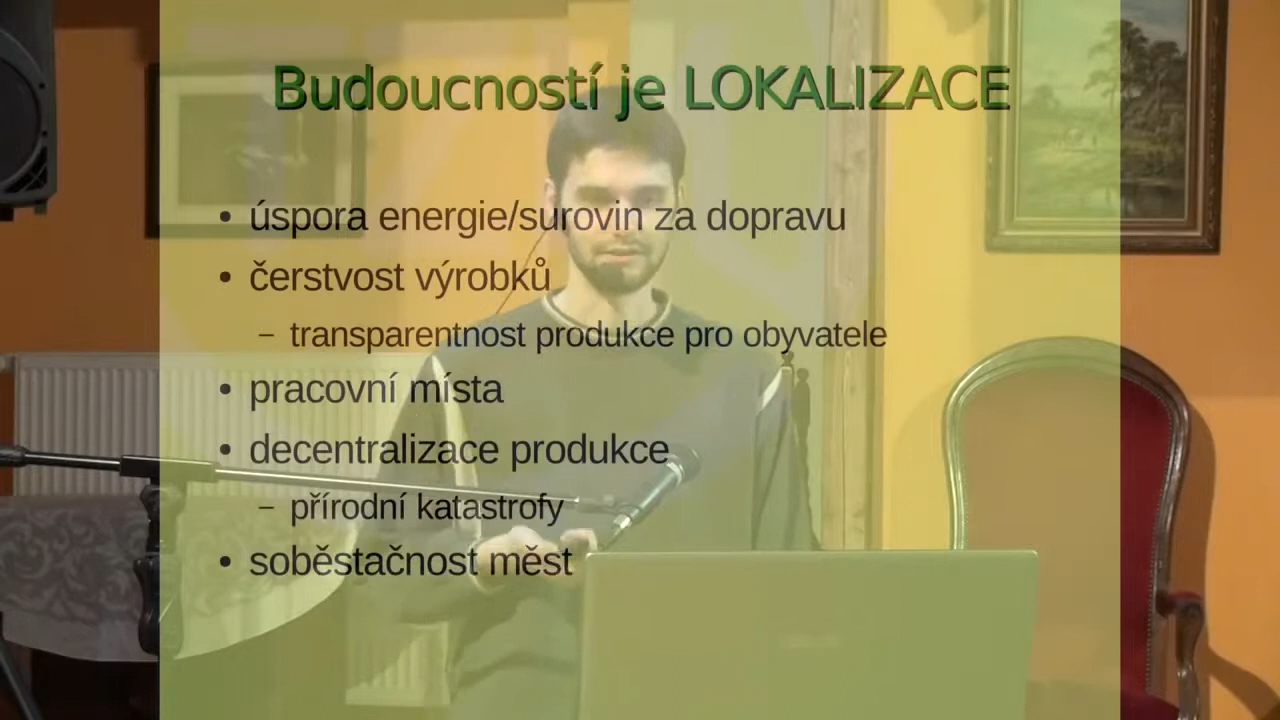 Budoucností je LOKALIZACE
• úspora energie/surovin za dopravu
• čerstvost výrobků
– transparentnost produkce pro obyvatele
• pracovní místa
• decentralizace produkce
– přírodní katastrofy
• soběstačnost měst